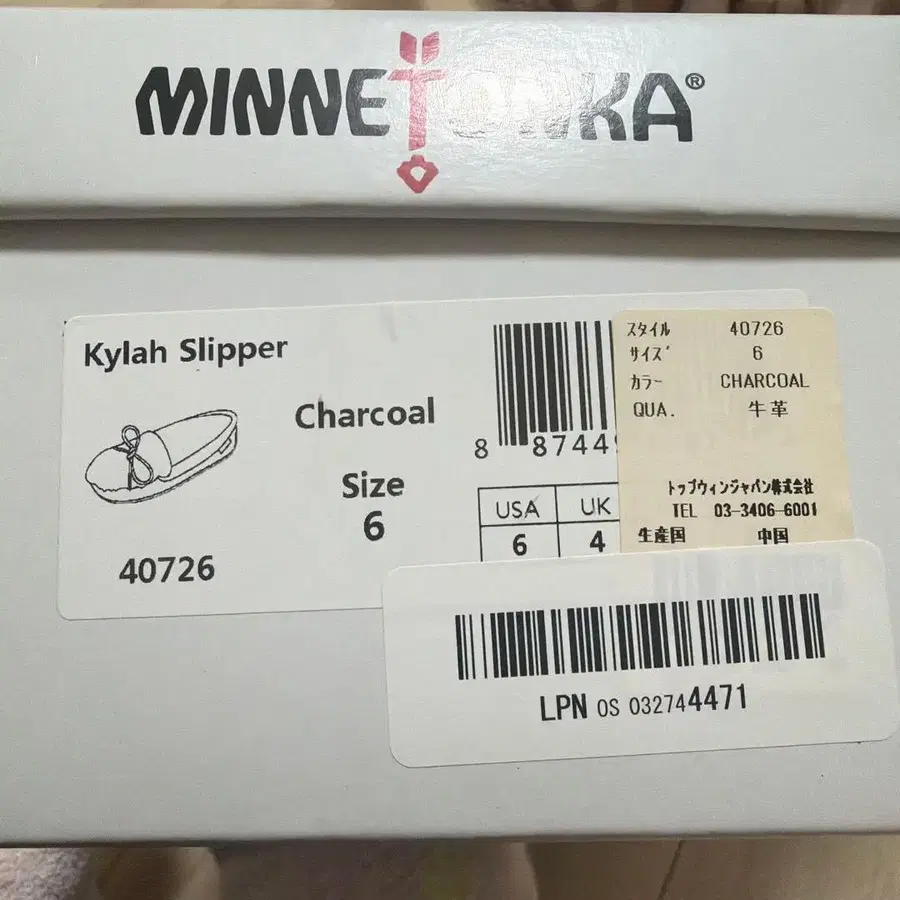 MINNETONKA®
Kylah Slipper
Charcoal
Size
6
40726
8 87449
USA UK
6 4
スタイル 40726
サイズ 6
カラー CHARCOAL
QUA. 牛革
トップウィンジャパン株式会社
TEL 03-3406-6001
生産国 中国
LPN OS 032744471